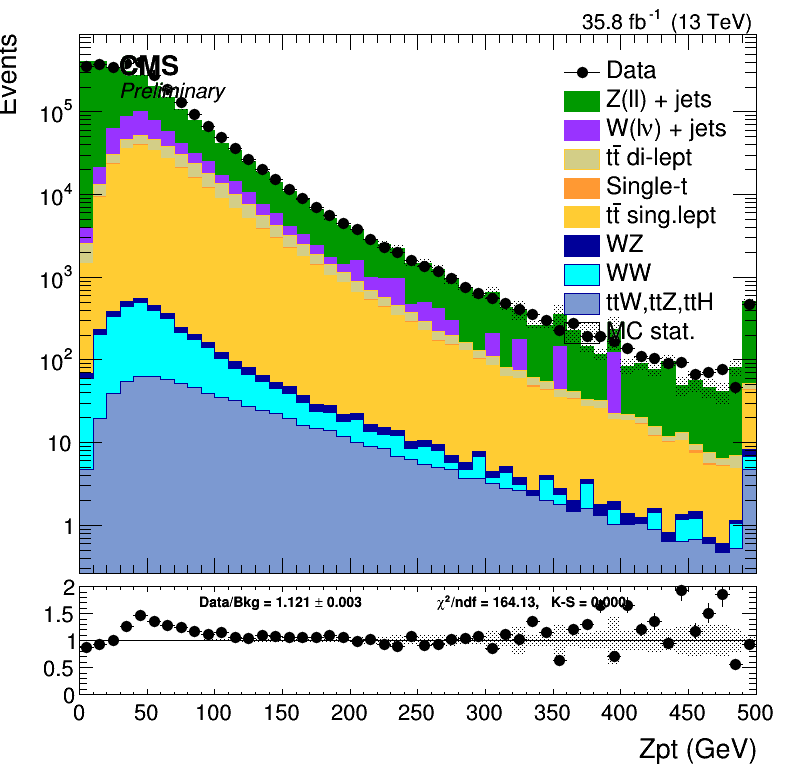 35.8 fb⁻¹ (13 TeV)
Events
CMS
Preliminary
Data
Z(ll) + jets
W(lv) + jets
tt̄ di-lept
Single-t
tt̄ sing.lept
WZ
WW
ttW,ttZ,ttH
MC stat.
10⁵
10⁴
10³
10²
10
1
Data/Bkg = 1.121 ± 0.003 χ²/ndf = 164.13, K-S = 0.000
2
1.5
1
0.5
0
0 50 100 150 200 250 300 350 400 450 500
Zpt (GeV)